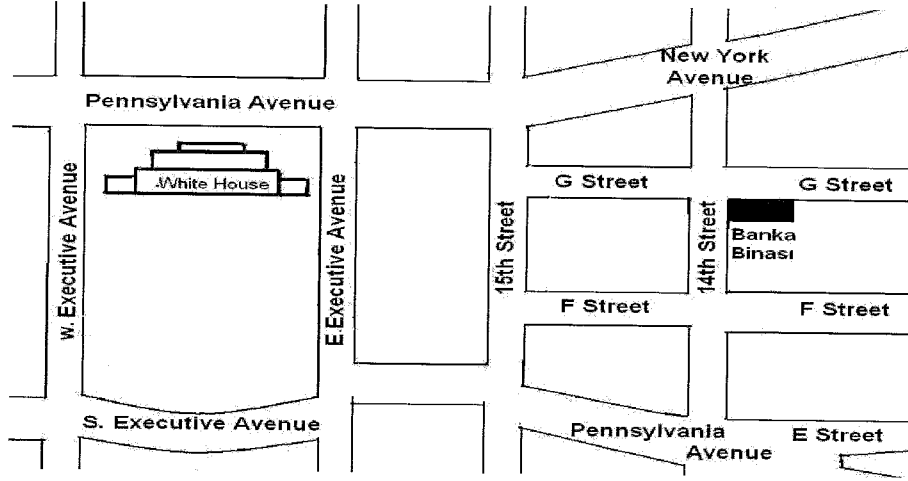 New York
Avenue
Pennsylvania Avenue
White House
G Street
G Street
w. Executive Avenue
E.Executive Avenue
15th Street
14th Street
Banka
Binası
F Street
F Street
S. Executive Avenue
Pennsylvania
Avenue
E Street